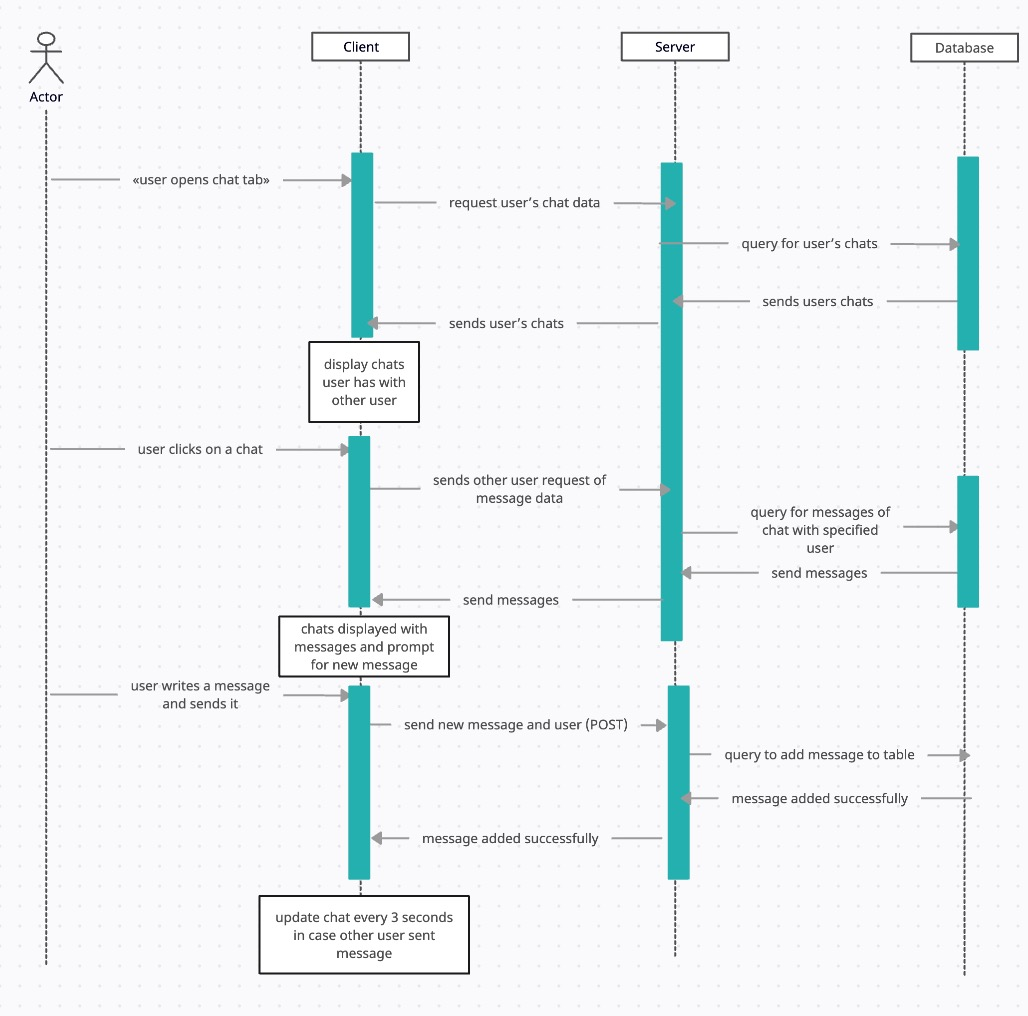 Client
Server
Database
Actor
«user opens chat tab»
request user’s chat data
query for user’s chats
sends users chats
sends user’s chats
display chats
user has with
other user
user clicks on a chat
sends other user request of
message data
query for messages of
chat with specified
user
send messages
send messages
chats displayed with
messages and prompt
for new message
user writes a message
and sends it
send new message and user (POST)
query to add message to table
message added successfully
message added successfully
update chat every 3 seconds
in case other user sent
message